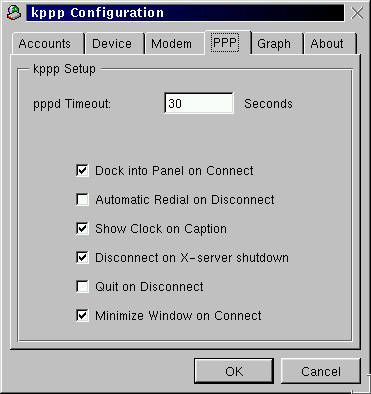 kppp Configuration
Accounts Device Modem PPP Graph About
kppp Setup
pppd Timeout: 30 Seconds
Dock into Panel on Connect
Automatic Redial on Disconnect
Show Clock on Caption
Disconnect on X-server shutdown
Quit on Disconnect
Minimize Window on Connect
OK Cancel